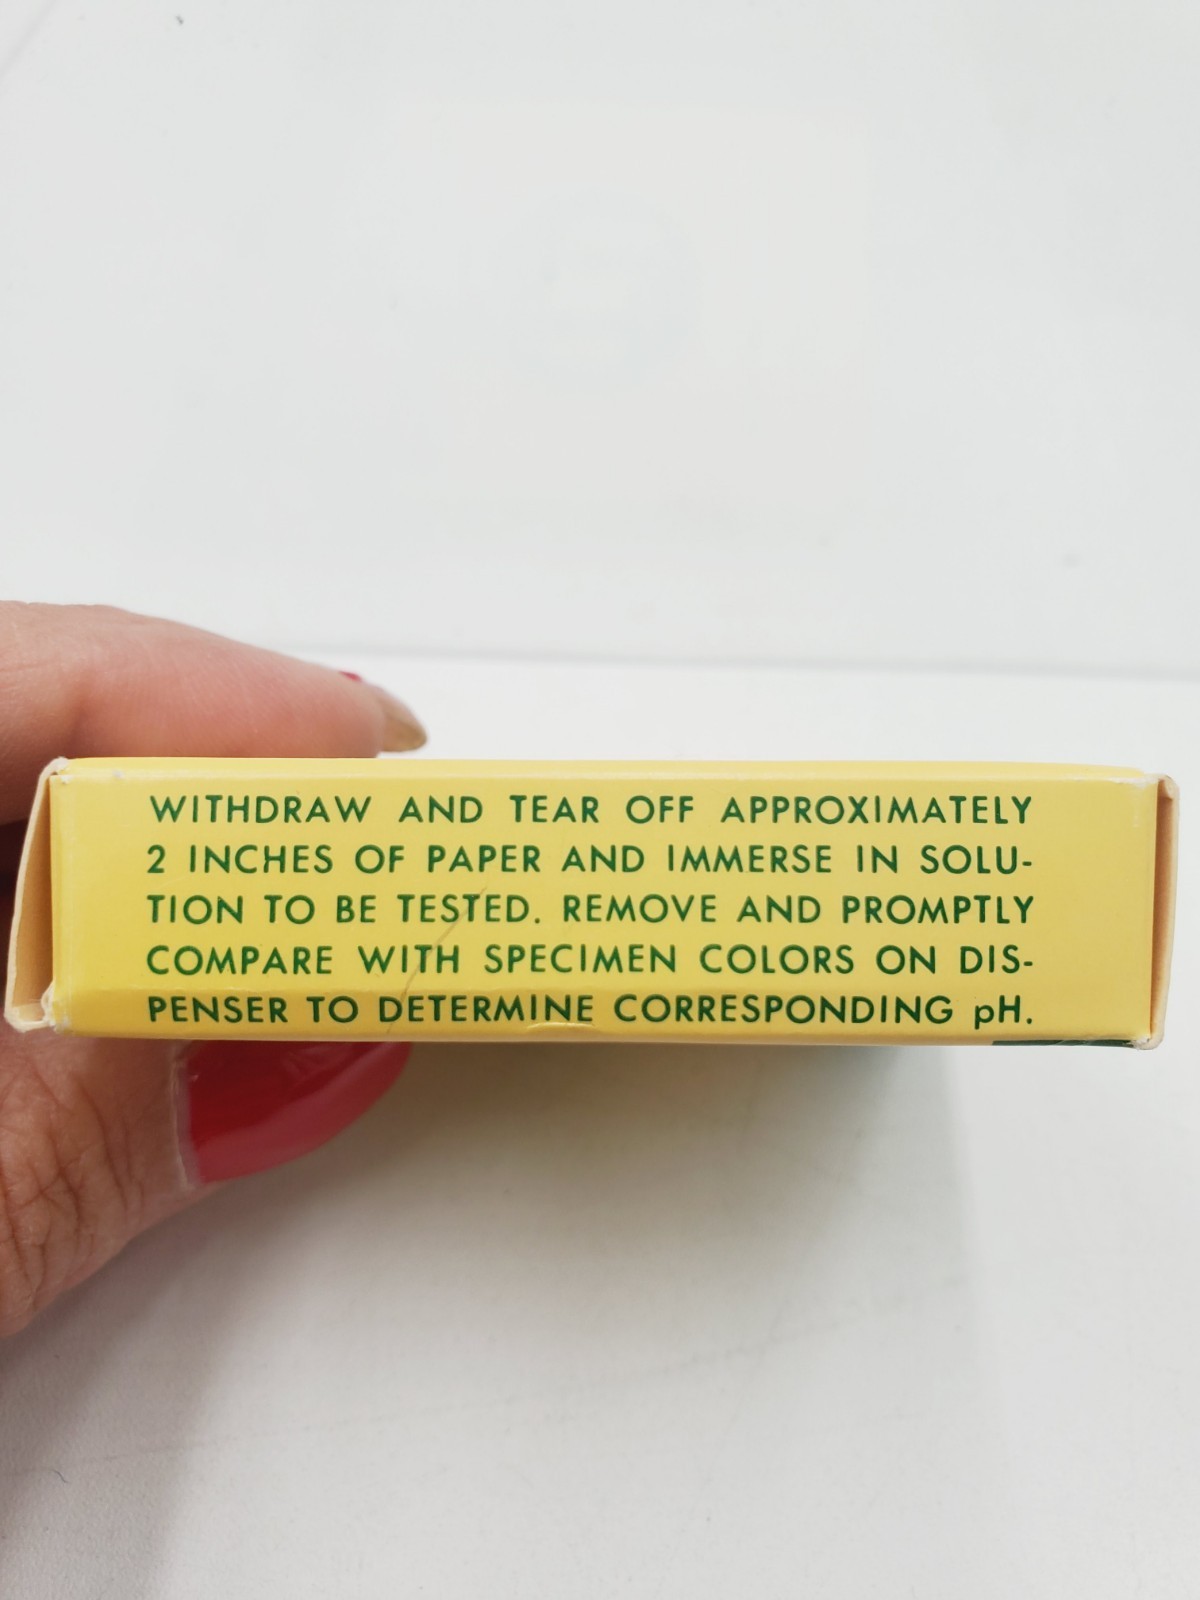 WITHDRAW AND TEAR OFF APPROXIMATELY
2 INCHES OF PAPER AND IMMERSE IN SOLU-
TION TO BE TESTED. REMOVE AND PROMPTLY
COMPARE WITH SPECIMEN COLORS ON DIS-
PENSER TO DETERMINE CORRESPONDING pH.